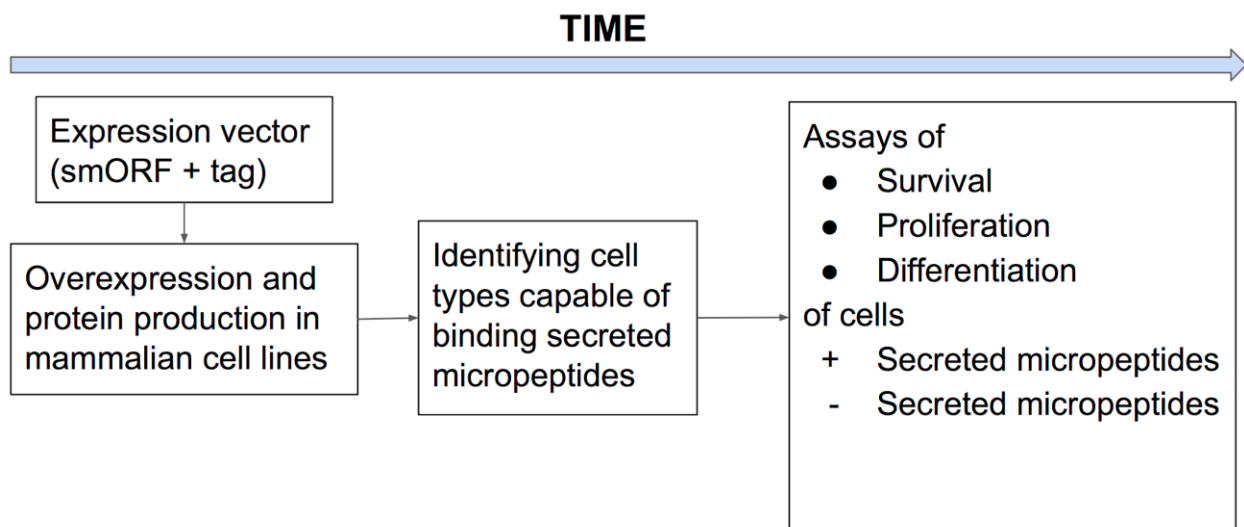 TIME
Expression vector
(smORF + tag)
Overexpression and
protein production in
mammalian cell lines
Identifying cell
types capable of
binding secreted
micropeptides
Assays of
● Survival
● Proliferation
● Differentiation
of cells
+ Secreted micropeptides
- Secreted micropeptides